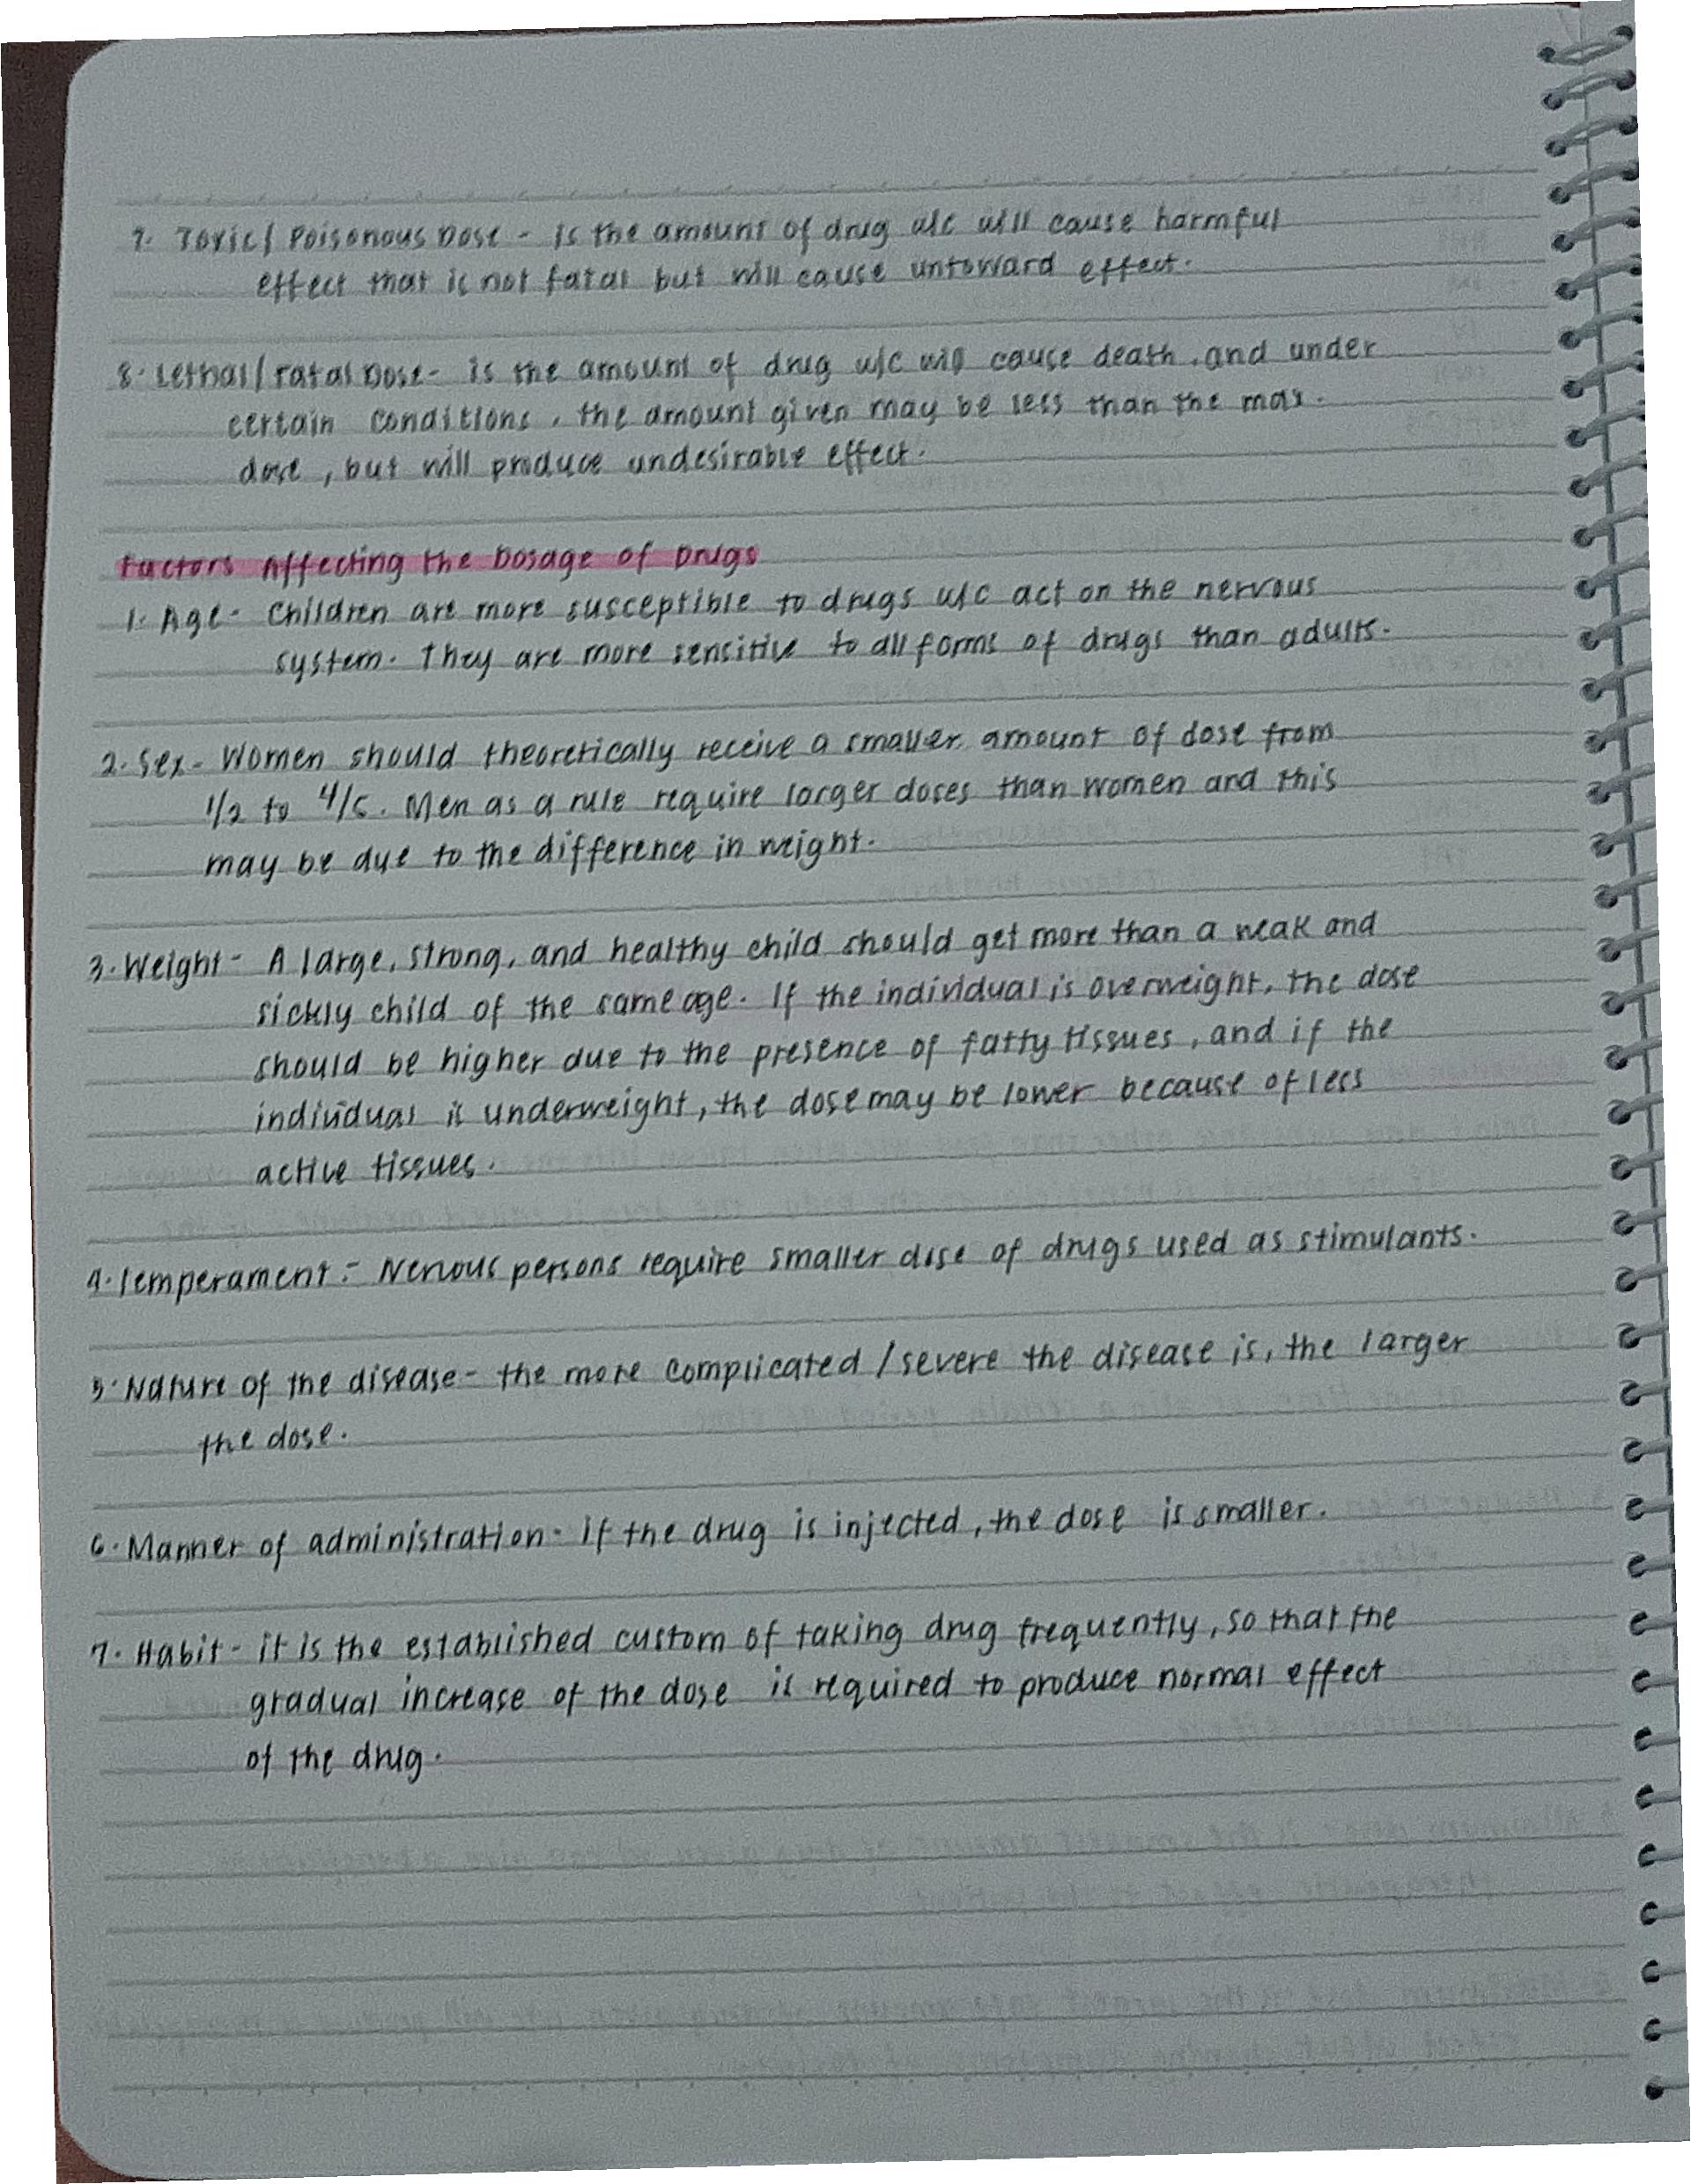 7. Toxic / Poisonous Dose - is the amount of drug w/c will cause harmful
effect that is not fatal but will cause untoward effect.
8. Lethal / Fatal Dose - is the amount of drug w/c will cause death, and under
certain conditions, the amount given may be less than the max.
dose, but will produce undesirable effect.
Factors Affecting the Dosage of Drugs
1. Age - Children are more susceptible to drugs w/c act on the nervous
system. They are more sensitive to all forms of drugs than adults.
2. Sex - Women should theoretically receive a smaller amount of dose from
1/2 to 4/5. Men as a rule require larger doses than women and this
may be due to the difference in weight.
3. Weight - A large, strong, and healthy child should get more than a weak and
sickly child of the same age. If the individual is overweight, the dose
should be higher due to the presence of fatty tissues, and if the
individual is underweight, the dose may be lower because of less
active tissues.
4. Temperament - Nervous persons require smaller dose of drugs used as stimulants.
5. Nature of the disease - the more complicated / severe the disease is, the larger
the dose.
6. Manner of administration - if the drug is injected, the dose is smaller.
7. Habit - it is the established custom of taking drug frequently, so that the
gradual increase of the dose is required to produce normal effect
of the drug.